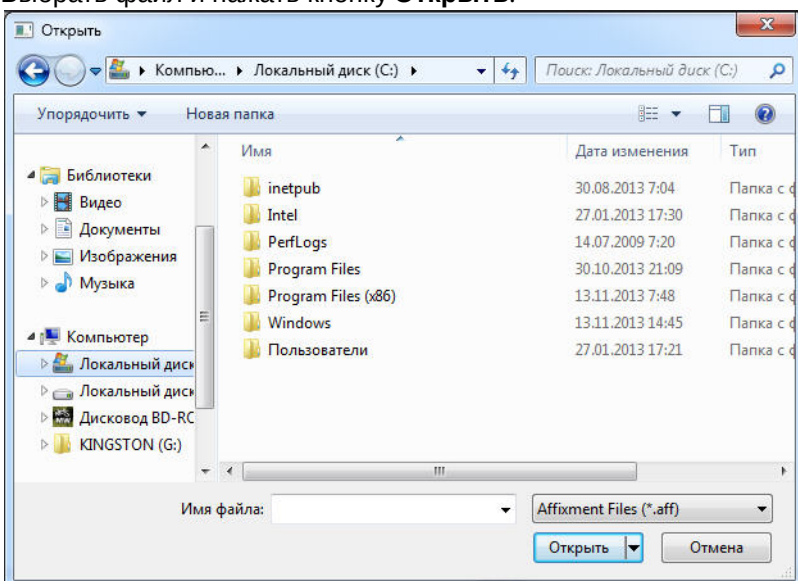 Выбрать файл и нажать кнопку Открыть.
Открыть
Компью... Локальный диск (C:)
Поиск: Локальный диск (C:)
Упорядочить Новая папка
Имя Дата изменения Тип
Библиотеки
Видео
Документы
Изображения
Музыка
Компьютер
Локальный диск
Локальный диск
Дисковод BD-RO
KINGSTON (G:)
inetpub 30.08.2013 7:04 Папка с ф
Intel 27.01.2013 17:30 Папка с ф
PerfLogs 14.07.2009 7:20 Папка с ф
Program Files 30.10.2013 21:09 Папка с ф
Program Files (x86) 13.11.2013 7:48 Папка с ф
Windows 13.11.2013 14:45 Папка с ф
Пользователи 27.01.2013 17:21 Папка с ф
Имя файла:
Affixment Files (*.aff)
Открыть Отмена